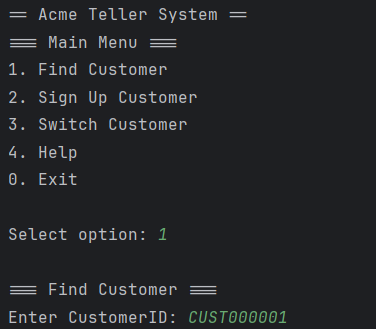 == Acme Teller System ==
=== Main Menu ===
1. Find Customer
2. Sign Up Customer
3. Switch Customer
4. Help
0. Exit
Select option: 1
=== Find Customer ===
Enter CustomerID: CUST000001